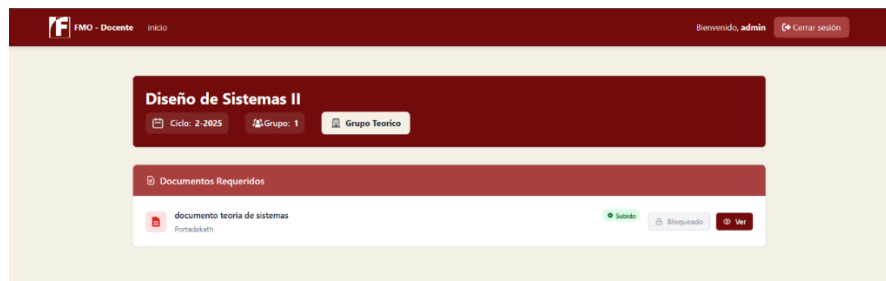 FMO - Docente inicio Bienvenido, admin Cerrar sesión
Diseño de Sistemas II
Ciclo: 2-2025 Grupo: 1 Grupo Teorico
Documentos Requeridos
documento teoria de sistemas Subido Bloqueado Ver
Portadakath